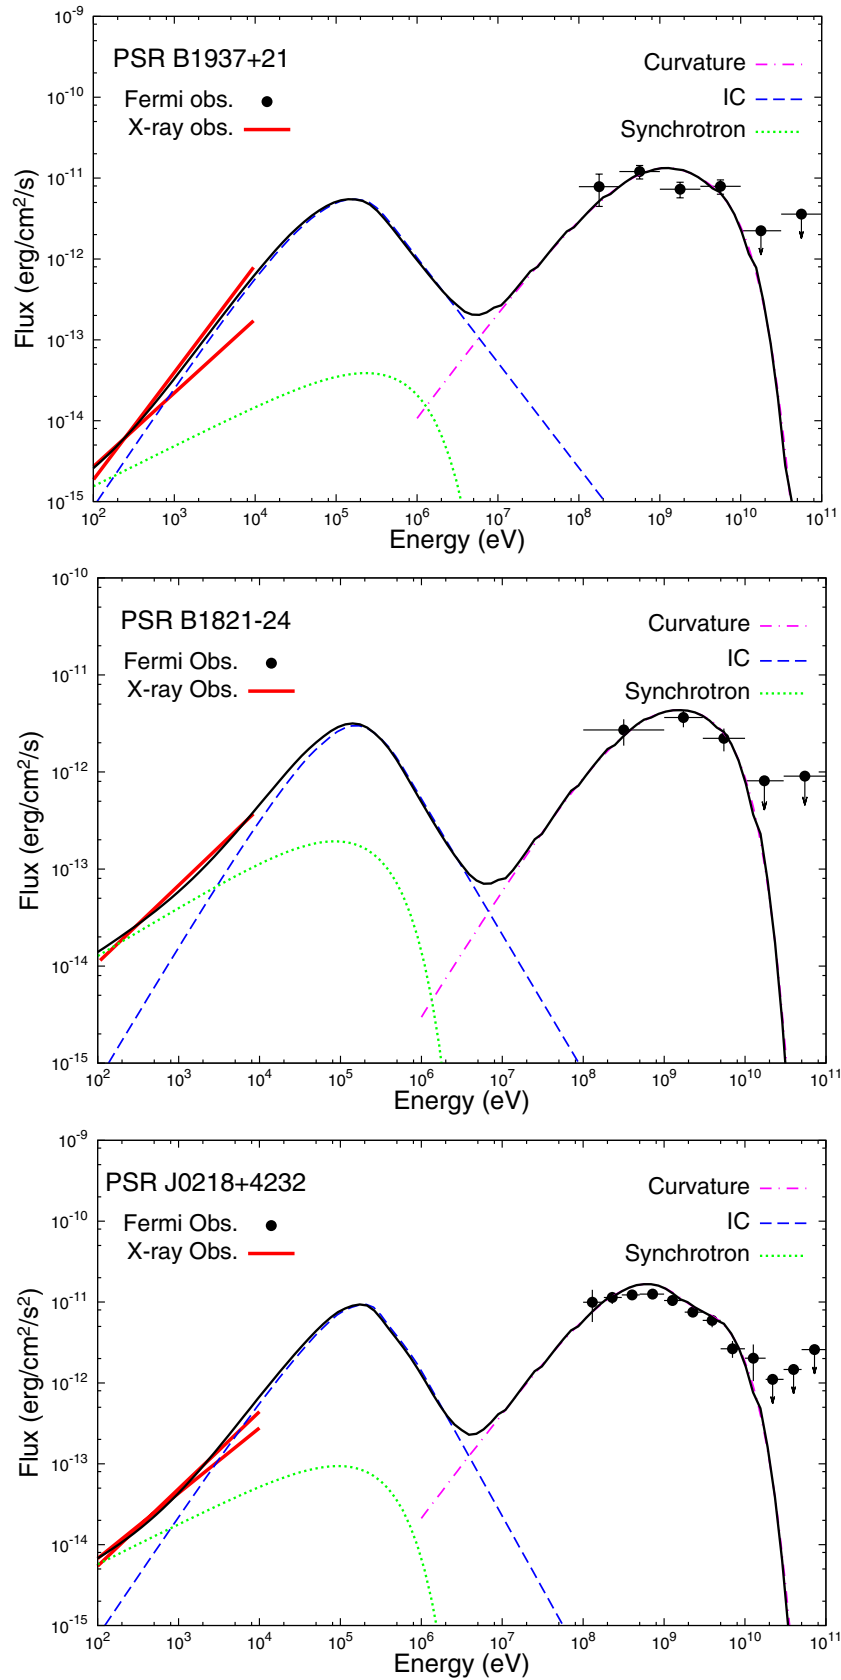 10^-9
PSR B1937+21
Curvature
Fermi obs.
IC
X-ray obs.
Synchrotron
10^-10
10^-11
10^-12
10^-13
10^-14
10^-15
Flux (erg/cm^2/s)
10^2 10^3 10^4 10^5 10^6 10^7 10^8 10^9 10^10 10^11
Energy (eV)
10^-10
PSR B1821-24
Curvature
Fermi Obs.
IC
X-ray Obs.
Synchrotron
10^-11
10^-12
10^-13
10^-14
10^-15
Flux (erg/cm^2/s)
10^2 10^3 10^4 10^5 10^6 10^7 10^8 10^9 10^10 10^11
Energy (eV)
10^-9
PSR J0218+4232
Curvature
Fermi Obs.
IC
X-ray Obs.
Synchrotron
10^-10
10^-11
10^-12
10^-13
10^-14
10^-15
Flux (erg/cm^2/s^2)
10^2 10^3 10^4 10^5 10^6 10^7 10^8 10^9 10^10 10^11
Energy (eV)